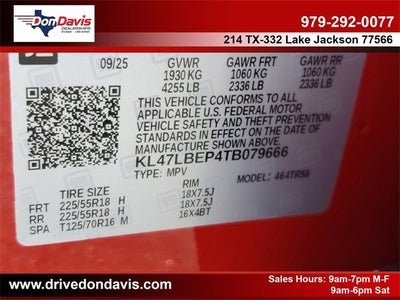 Don Davis
DEALERSHIPS
979-292-0077
214 TX-332 Lake Jackson 77566
09/25 GVWR GAWR FRT GAWR RR
1930 KG 1060 KG 1060 KG
4255 LB 2336 LB 2336 LB
THIS VEHICLE CONFORMS TO ALL APPLICABLE
U.S. FEDERAL MOTOR
VEHICLE SAFETY AND
THEFT PREVENTION
STANDARDS IN EFFECT ON
THE DATE OF MANUFACTURE
SHOWN ABOVE.
KL47LBEP4TB079666
TYPE: MPV 464TRS8
TIRE SIZE RIM
FRT 225/55R18 H 18X7.5J
RR 225/55R18 H 18X7.5J
SPA T125/70R16 M 16X4BT
www.drivedondavis.com
Sales Hours: 9am-7pm M-F
9am-6pm Sat